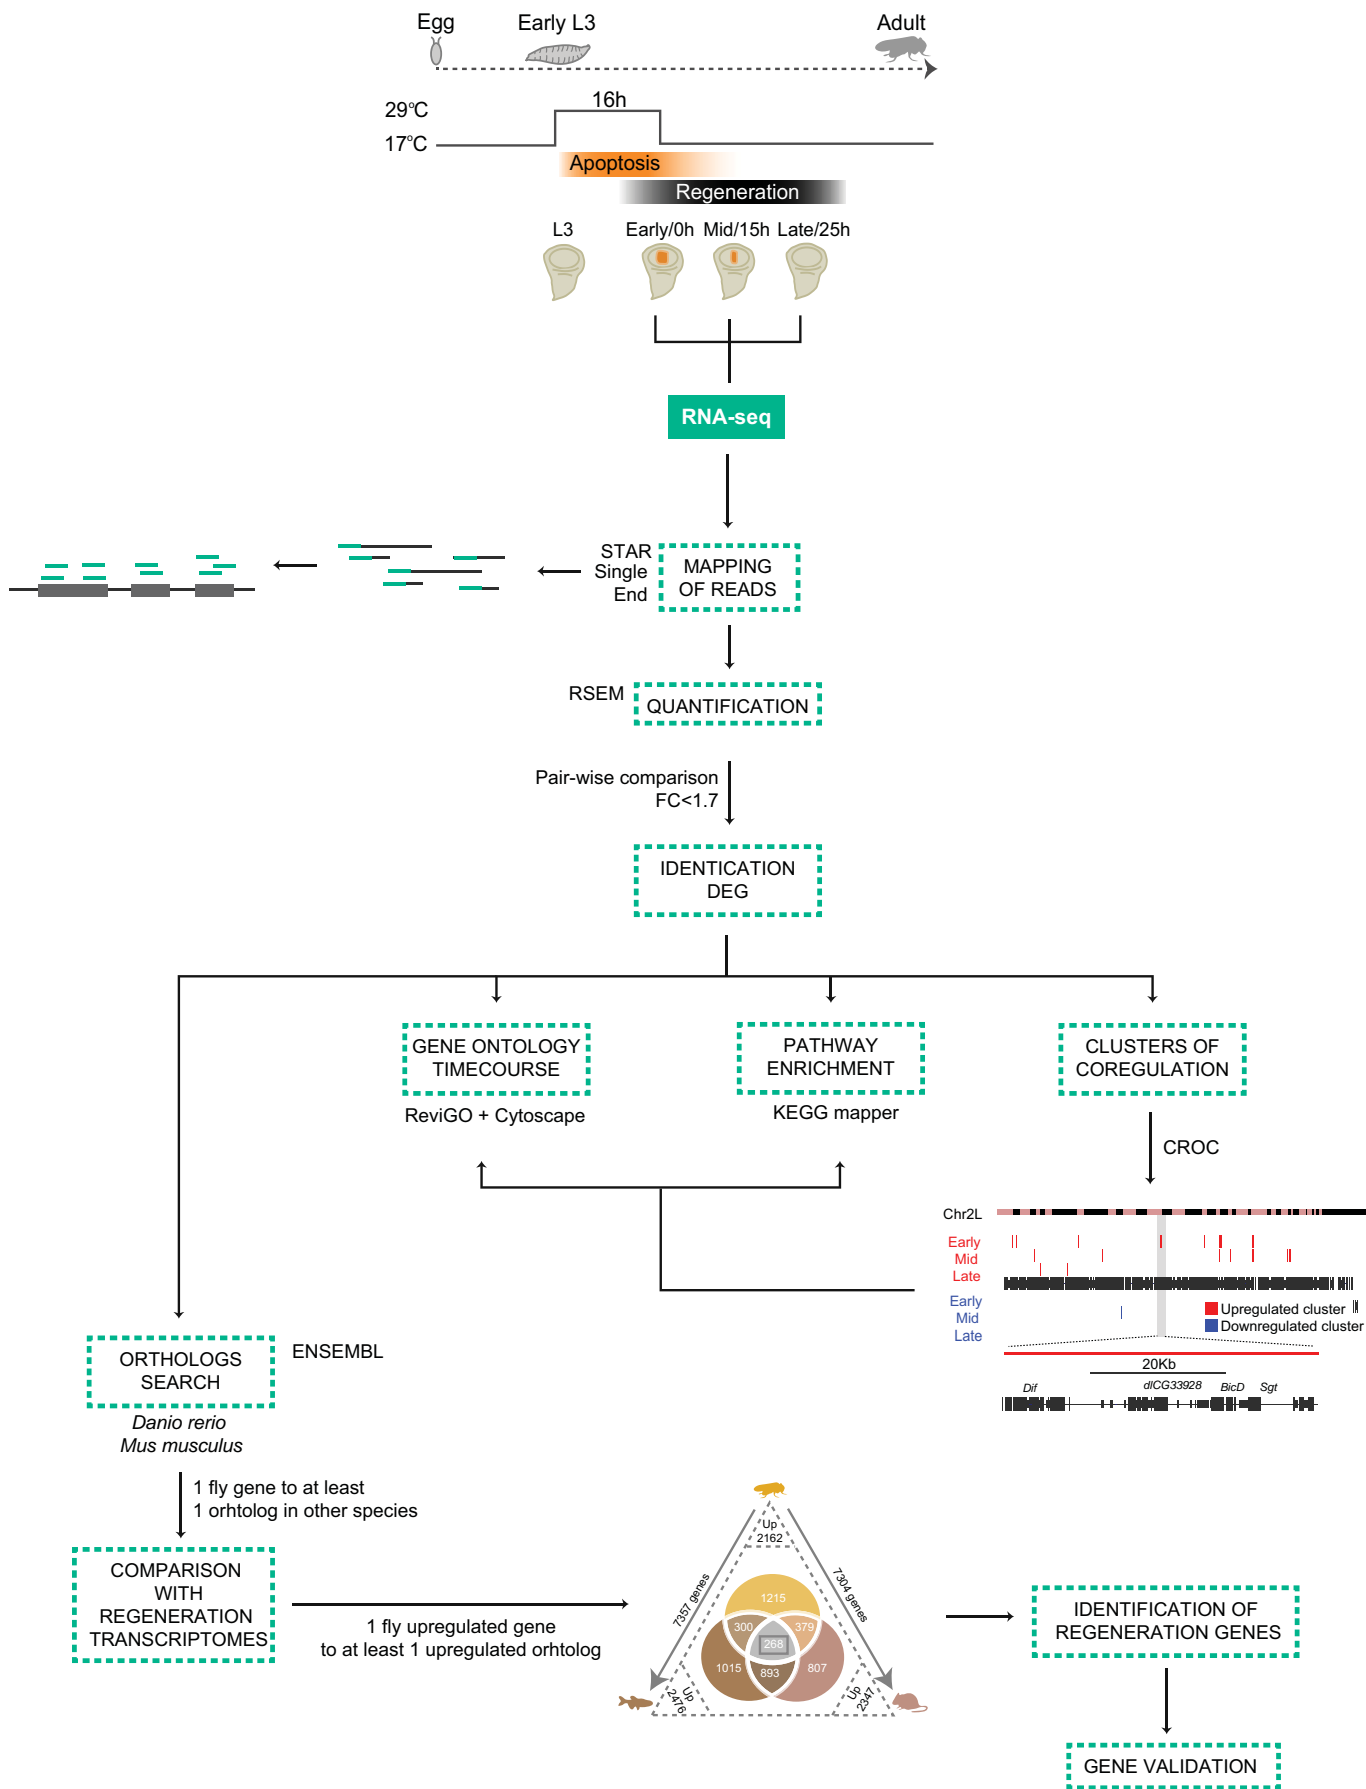 Egg
Early L3
Adult
29°C
16h
17°C
Apoptosis
Regeneration
L3
Early/0h
Mid/15h
Late/25h
RNA-seq
STAR
Single
End
MAPPING
OF READS
RSEM
QUANTIFICATION
Pair-wise comparison
FC<1.7
IDENTICATION
DEG
GENE ONTOLOGY
TIMECOURSE
ReviGO + Cytoscape
PATHWAY
ENRICHMENT
KEGG mapper
CLUSTERS OF
COREGULATION
CROC
Chr2L
Early
Mid
Late
Early
Mid
Late
Upregulated cluster
Downregulated cluster
20Kb
Dif
dlCG33928
BicD
Sgt
ORTHOLOGS
SEARCH
ENSEMBL
Danio rerio
Mus musculus
1 fly gene to at least
1 orhtolog in other species
COMPARISON
WITH
REGENERATION
TRANSCRIPTOMES
1 fly upregulated gene
to at least 1 upregulated orhtolog
Up
2162
7357 genes
7304 genes
1215
300
379
268
1015
893
807
Up
2476
Up
2347
IDENTIFICATION OF
REGENERATION GENES
GENE VALIDATION